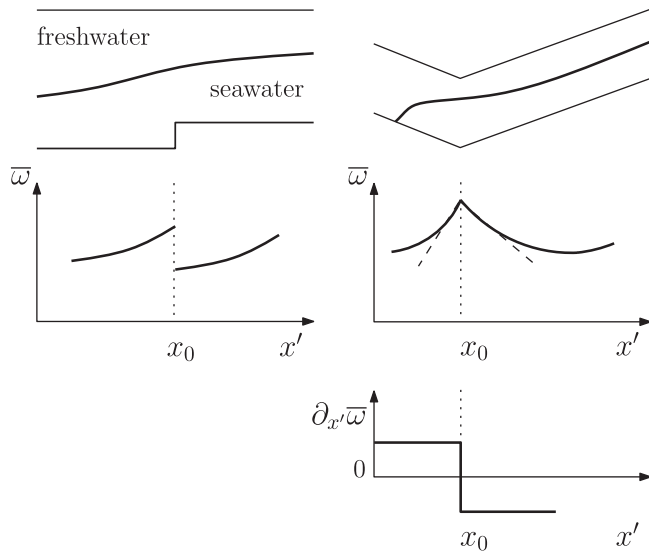 freshwater
seawater
ω̅
ω̅
x₀
x′
x₀
x′
∂ₓ′ω̅
0
x₀
x′